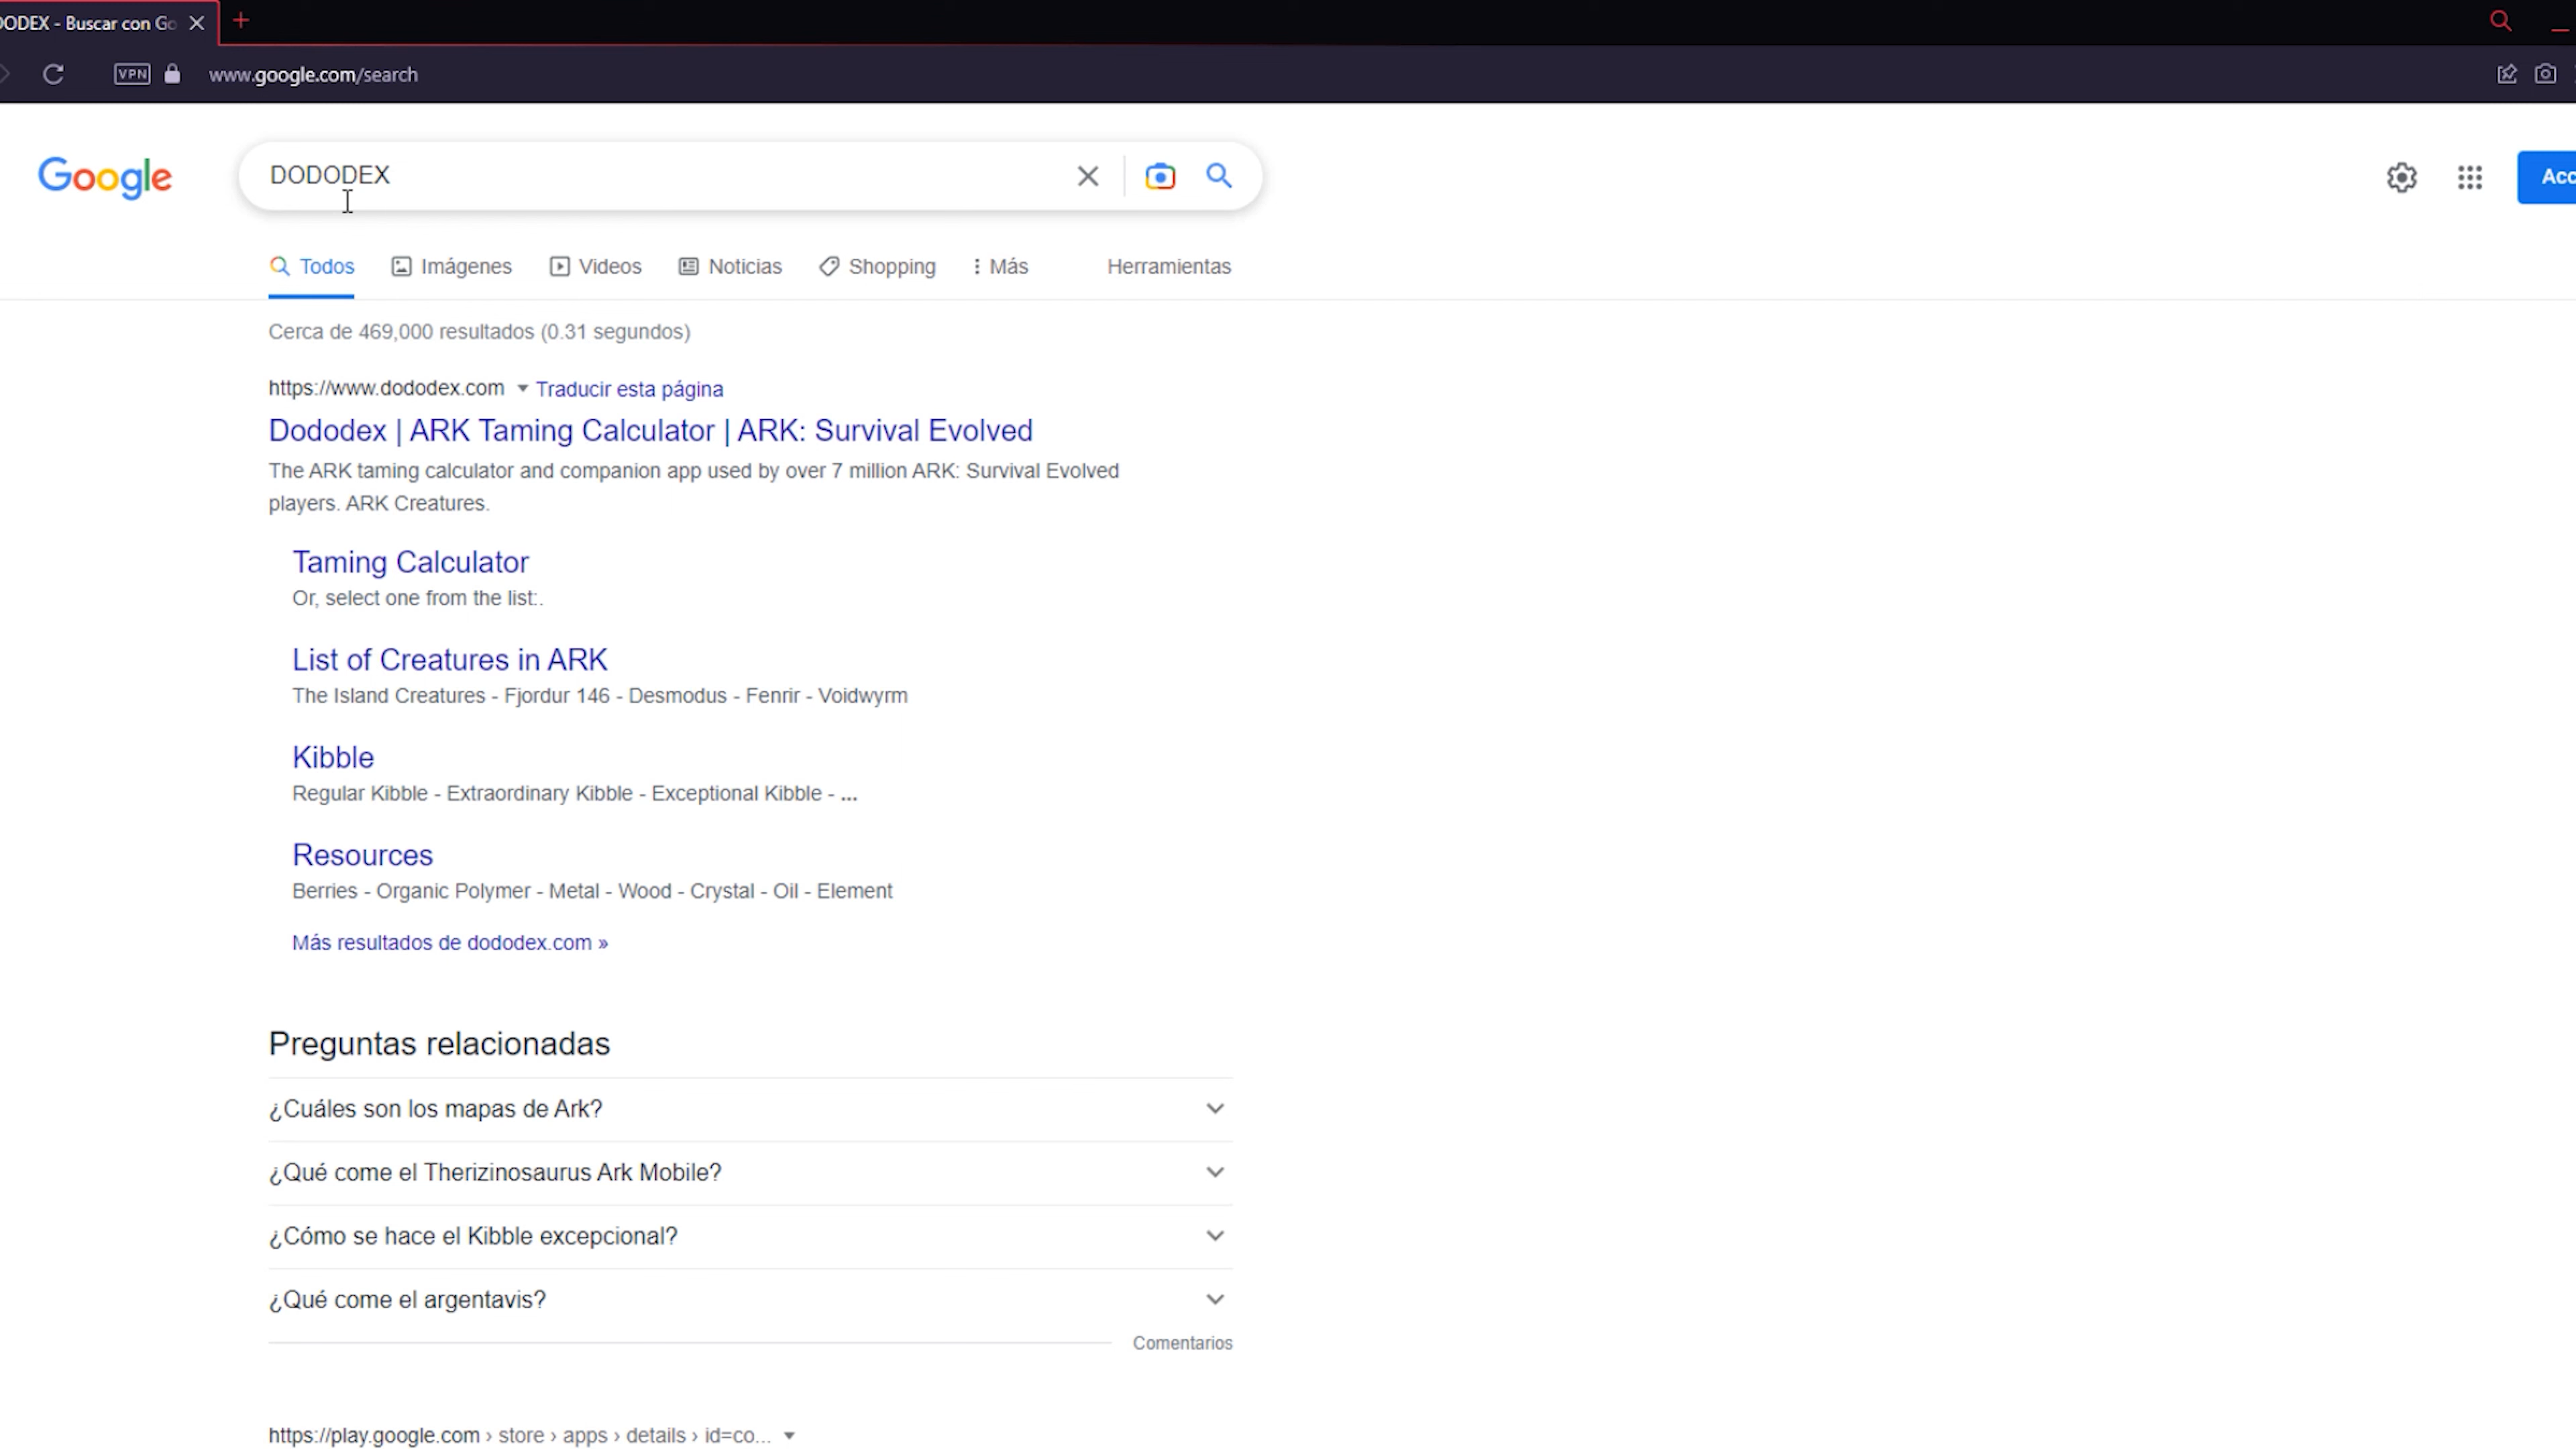 DODEX - Buscar con Go
VPN
www.google.com/search
Google
DODODEX
Acc
Todos
Imágenes
Videos
Noticias
Shopping
Más
Herramientas
Cerca de 469,000 resultados (0.31 segundos)
https://www.dododex.com Traducir esta página
Dododex | ARK Taming Calculator | ARK: Survival Evolved
The ARK taming calculator and companion app used by over 7 million ARK: Survival Evolved
players. ARK Creatures.
Taming Calculator
Or, select one from the list:.
List of Creatures in ARK
The Island Creatures - Fjordur 146 - Desmodus - Fenrir - Voidwyrm
Kibble
Regular Kibble - Extraordinary Kibble - Exceptional Kibble - ...
Resources
Berries - Organic Polymer - Metal - Wood - Crystal - Oil - Element
Más resultados de dododex.com »
Preguntas relacionadas
¿Cuáles son los mapas de Ark?
¿Qué come el Therizinosaurus Ark Mobile?
¿Cómo se hace el Kibble excepcional?
¿Qué come el argentavis?
Comentarios
https://play.google.com › store › apps › details › id=co...